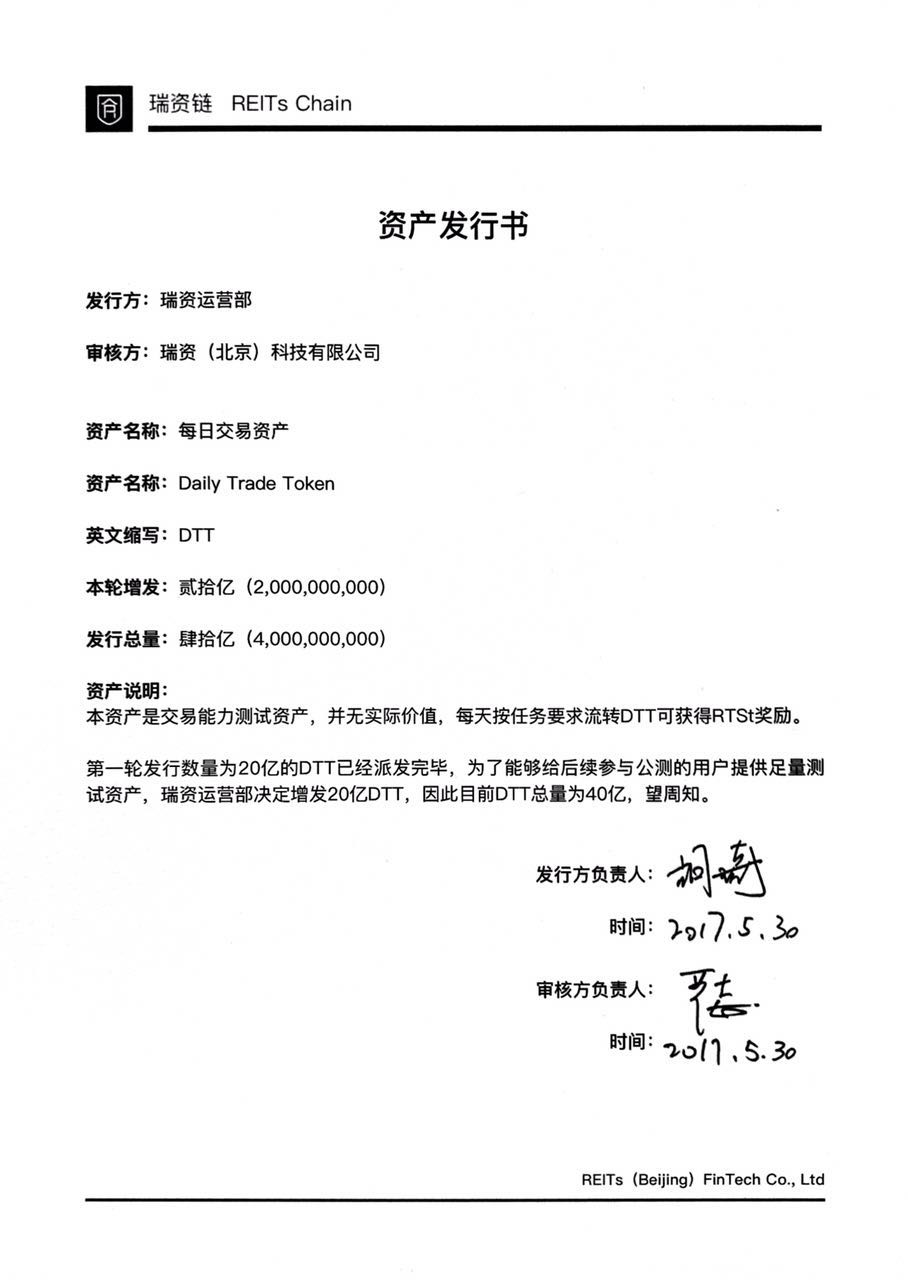 瑞资链 REITs Chain
资产发行书
发行方：瑞资运营部
审核方：瑞资（北京）科技有限公司
资产名称：每日交易资产
资产名称：Daily Trade Token
英文缩写：DTT
本轮增发：贰拾亿（2,000,000,000）
发行总量：肆拾亿（4,000,000,000）
资产说明：
本资产是交易能力测试资产，并无实际价值，每天按任务要求流转DTT可获得RTSt奖励。
第一轮发行数量为20亿的DTT已经派发完毕，为了能够给后续参与公测的用户提供足量测
试资产，瑞资运营部决定增发20亿DTT，因此目前DTT总量为40亿，望周知。
发行方负责人：
时间：2017.5.30
审核方负责人：
时间：2017.5.30
REITs（Beijing）FinTech Co., Ltd